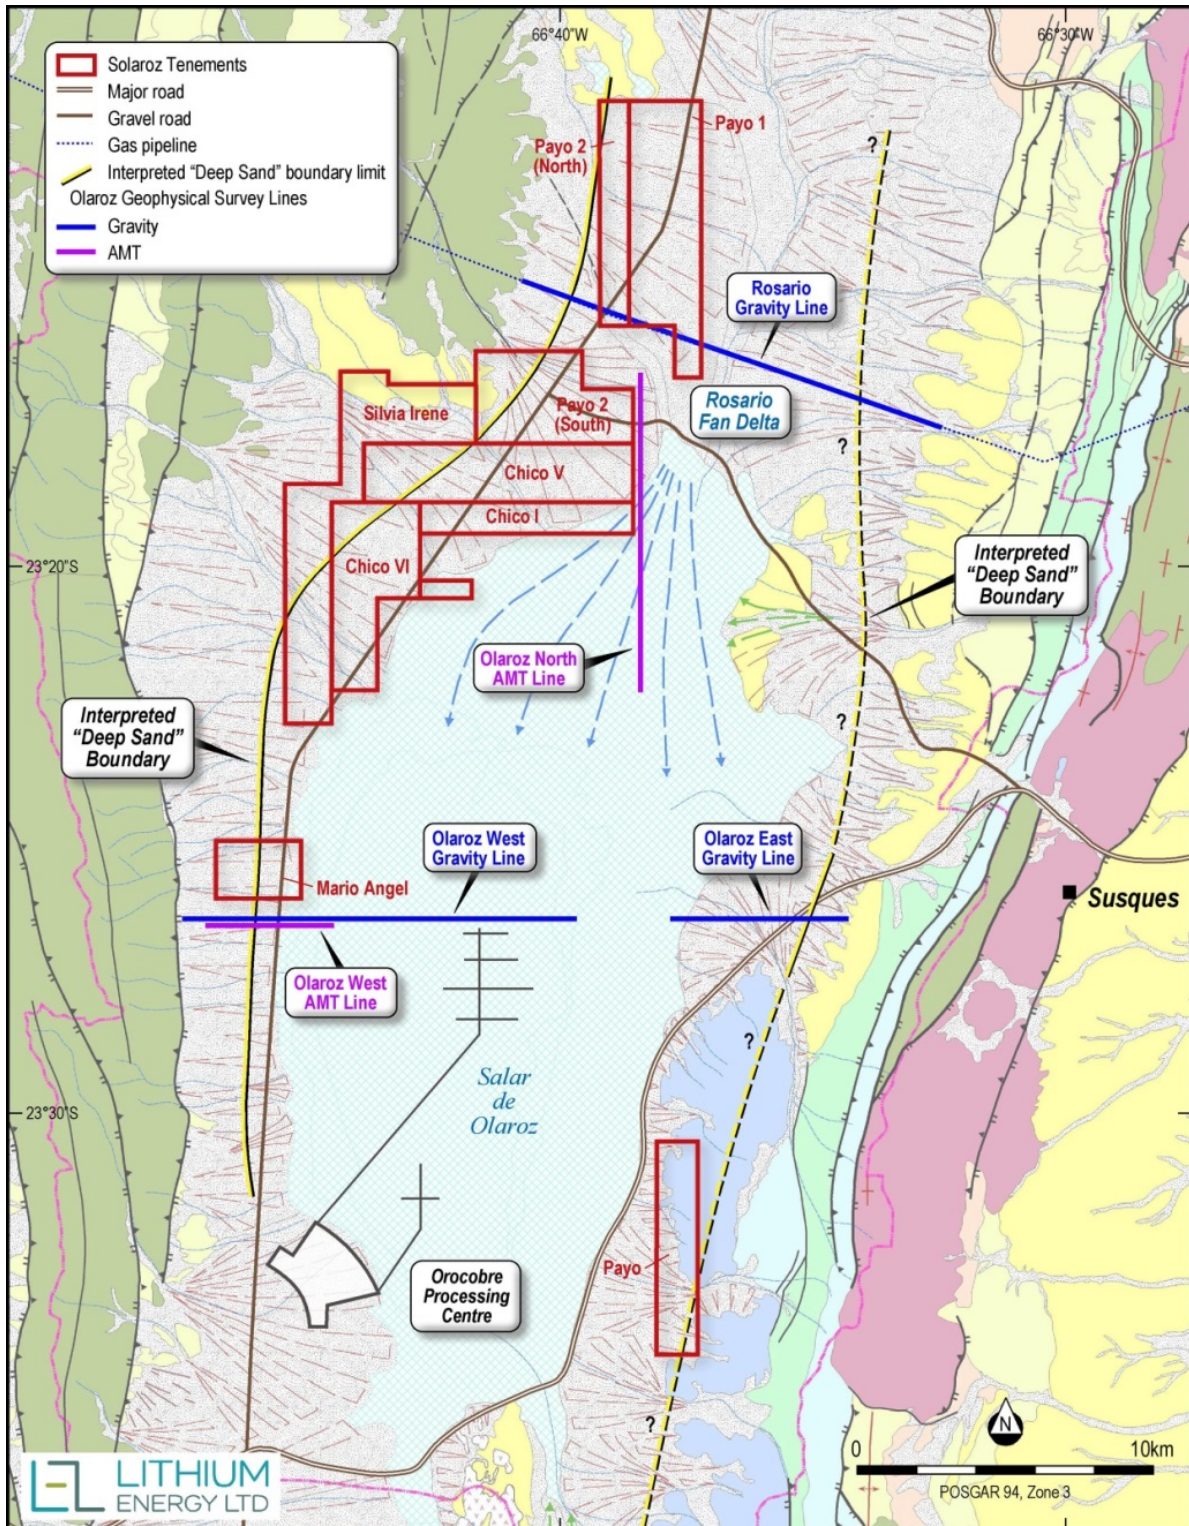 66°40'W
66°30'W
Solaroz Tenements
Major road
Gravel road
Gas pipeline
Interpreted “Deep Sand” boundary limit
Olaroz Geophysical Survey Lines
Gravity
AMT
Payo 2
(North)
Payo 1
?
Rosario
Gravity Line
Rosario
Fan Delta
Silvia Irene
Payo 2
(South)
?
Chico V
Chico I
Chico VI
23°20'S
Interpreted
“Deep Sand”
Boundary
Olaroz North
AMT Line
Interpreted
“Deep Sand”
Boundary
?
Olaroz West
Gravity Line
Olaroz East
Gravity Line
Mario Angel
Susques
Olaroz West
AMT Line
?
Salar
de
Olaroz
23°30'S
Payo
Orocobre
Processing
Centre
?
N
0
10km
POSGAR 94, Zone 3
LITHIUM
ENERGY LTD